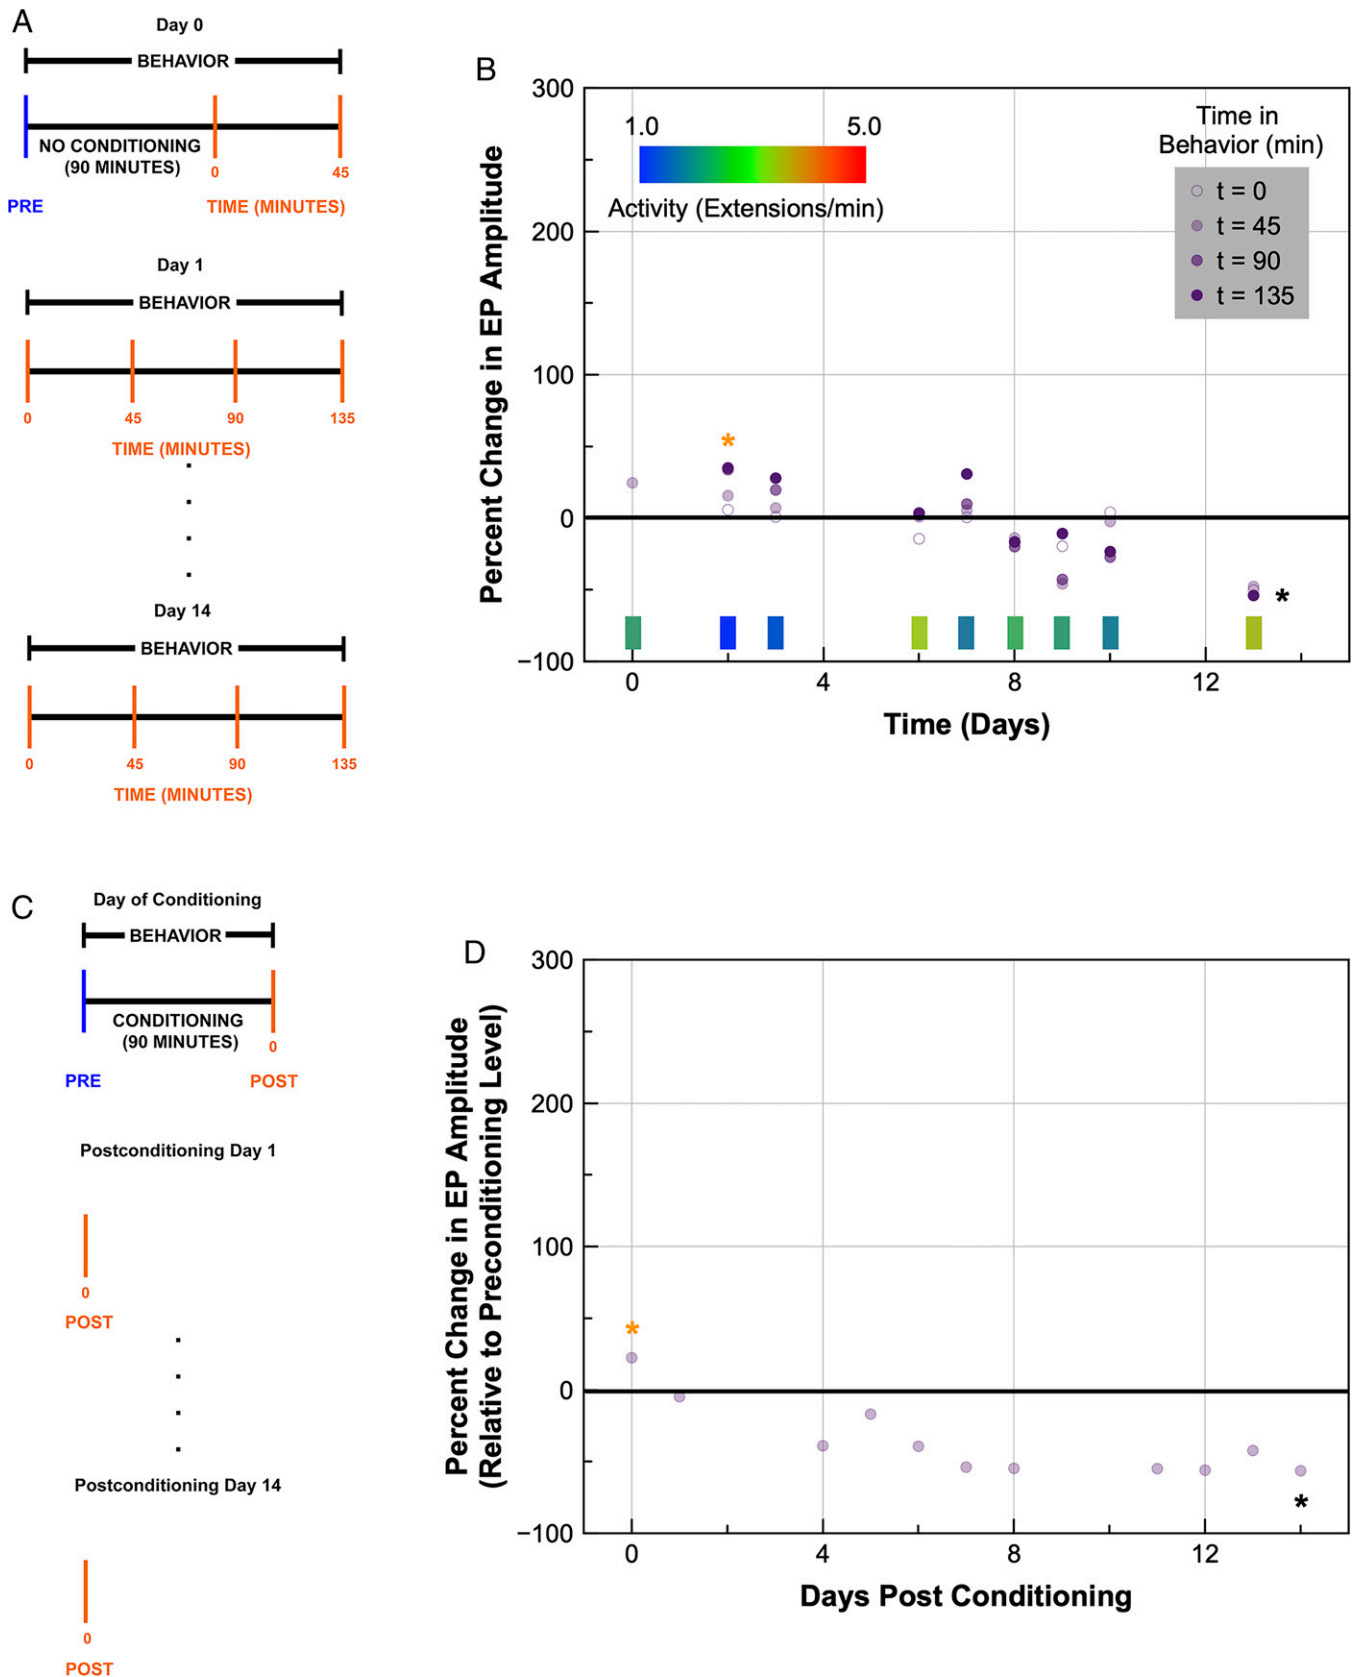 A
Day 0
BEHAVIOR
NO CONDITIONING
(90 MINUTES)
0
45
PRE
TIME (MINUTES)
Day 1
BEHAVIOR
0
45
90
135
TIME (MINUTES)
Day 14
BEHAVIOR
0
45
90
135
TIME (MINUTES)
B
300
200
100
0
−100
Percent Change in EP Amplitude
1.0
5.0
Activity (Extensions/min)
Time in
Behavior (min)
t = 0
t = 45
t = 90
t = 135
*
*
0
4
8
12
Time (Days)
C
Day of Conditioning
BEHAVIOR
CONDITIONING
(90 MINUTES)
0
PRE
POST
Postconditioning Day 1
0
POST
Postconditioning Day 14
0
POST
D
300
200
100
0
−100
Percent Change in EP Amplitude
(Relative to Preconditioning Level)
*
*
0
4
8
12
Days Post Conditioning